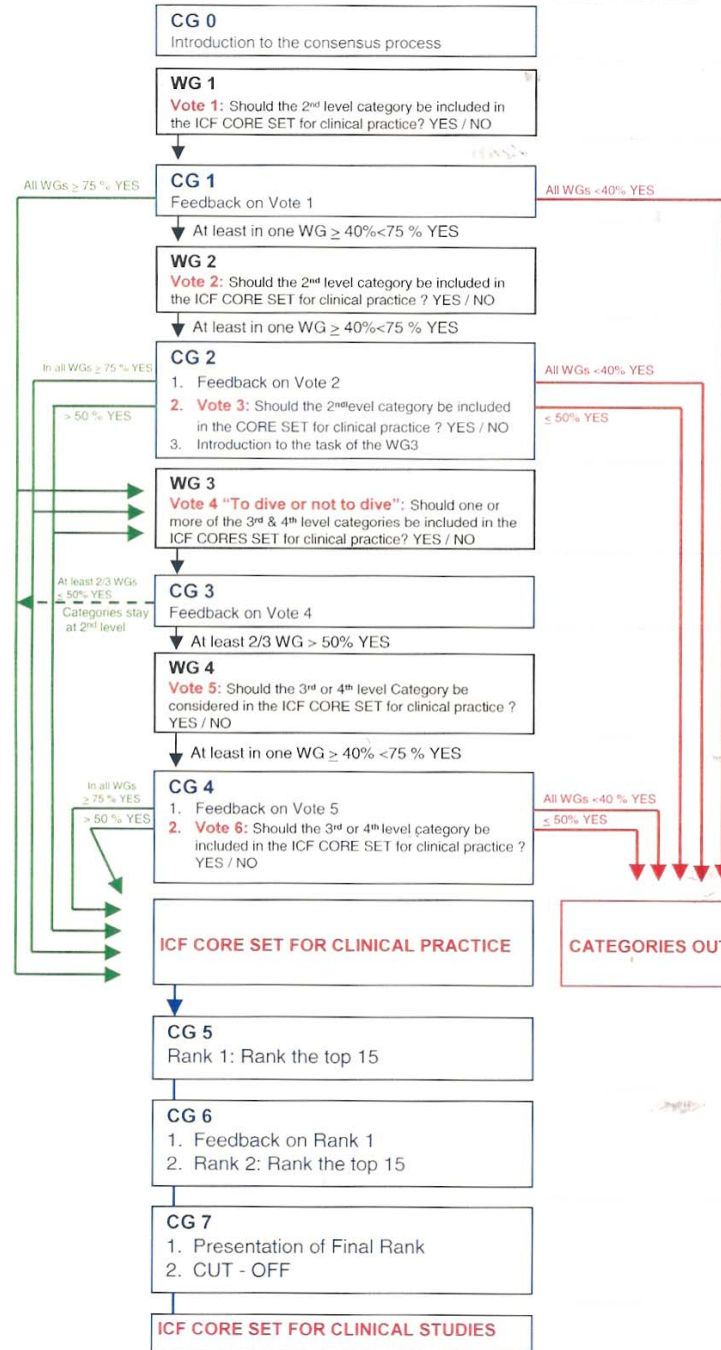 CG 0
Introduction to the consensus process
WG 1
Vote 1: Should the 2nd level category be included in
the ICF CORE SET for clinical practice? YES / NO
All WGs ≥ 75 % YES
CG 1
Feedback on Vote 1
All WGs <40% YES
At least in one WG ≥ 40%<75 % YES
WG 2
Vote 2: Should the 2nd level category be included in
the ICF CORE SET for clinical practice ? YES / NO
At least in one WG ≥ 40%<75 % YES
In all WGs ≥ 75 % YES
> 50 % YES
CG 2
1. Feedback on Vote 2
2. Vote 3: Should the 2ndlevel category be included
in the CORE SET for clinical practice ? YES / NO
3. Introduction to the task of the WG3
All WGs <40% YES
≤ 50% YES
WG 3
Vote 4 "To dive or not to dive": Should one or
more of the 3rd & 4th level categories be included in the
ICF CORES SET for clinical practice? YES / NO
At least 2/3 WGs
≤ 50% YES
Categories stay
at 2nd level
CG 3
Feedback on Vote 4
At least 2/3 WG > 50% YES
WG 4
Vote 5: Should the 3rd or 4th level Category be
considered in the ICF CORE SET for clinical practice ?
YES / NO
At least in one WG ≥ 40% <75 % YES
In all WGs
≥ 75 % YES
> 50 % YES
CG 4
1. Feedback on Vote 5
2. Vote 6: Should the 3rd or 4th level category be
included in the ICF CORE SET for clinical practice ?
YES / NO
All WGs <40 % YES
≤ 50% YES
ICF CORE SET FOR CLINICAL PRACTICE
CATEGORIES OUT
CG 5
Rank 1: Rank the top 15
CG 6
1. Feedback on Rank 1
2. Rank 2: Rank the top 15
CG 7
1. Presentation of Final Rank
2. CUT - OFF
ICF CORE SET FOR CLINICAL STUDIES